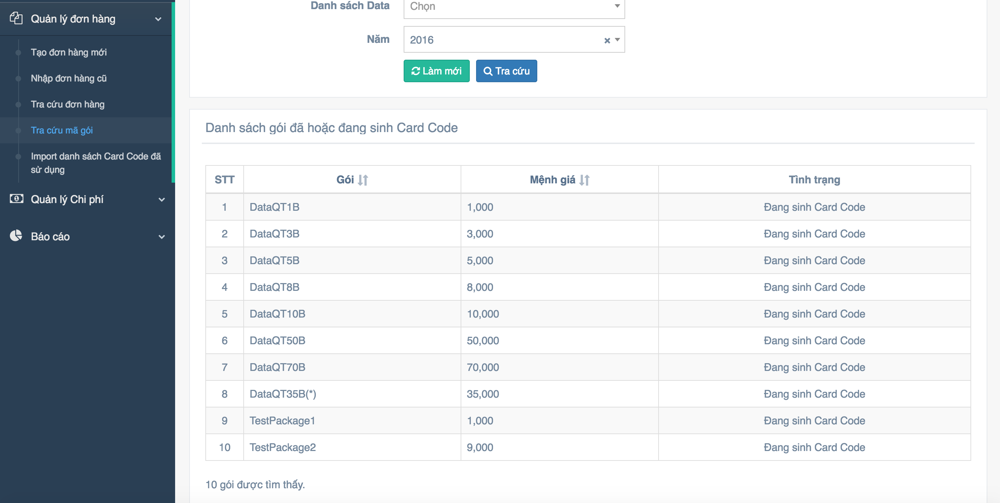 Quản lý đơn hàng
Tạo đơn hàng mới
Nhập đơn hàng cũ
Tra cứu đơn hàng
Tra cứu mã gói
Import danh sách Card Code đã
sử dụng
Quản lý Chi phí
Báo cáo
Danh sách Data Chọn
Năm 2016
Làm mới Tra cứu
Danh sách gói đã hoặc đang sinh Card Code
STT Gói Mệnh giá Tình trạng
1 DataQT1B 1,000 Đang sinh Card Code
2 DataQT3B 3,000 Đang sinh Card Code
3 DataQT5B 5,000 Đang sinh Card Code
4 DataQT8B 8,000 Đang sinh Card Code
5 DataQT10B 10,000 Đang sinh Card Code
6 DataQT50B 50,000 Đang sinh Card Code
7 DataQT70B 70,000 Đang sinh Card Code
8 DataQT35B(*) 35,000 Đang sinh Card Code
9 TestPackage1 1,000 Đang sinh Card Code
10 TestPackage2 9,000 Đang sinh Card Code
10 gói được tìm thấy.